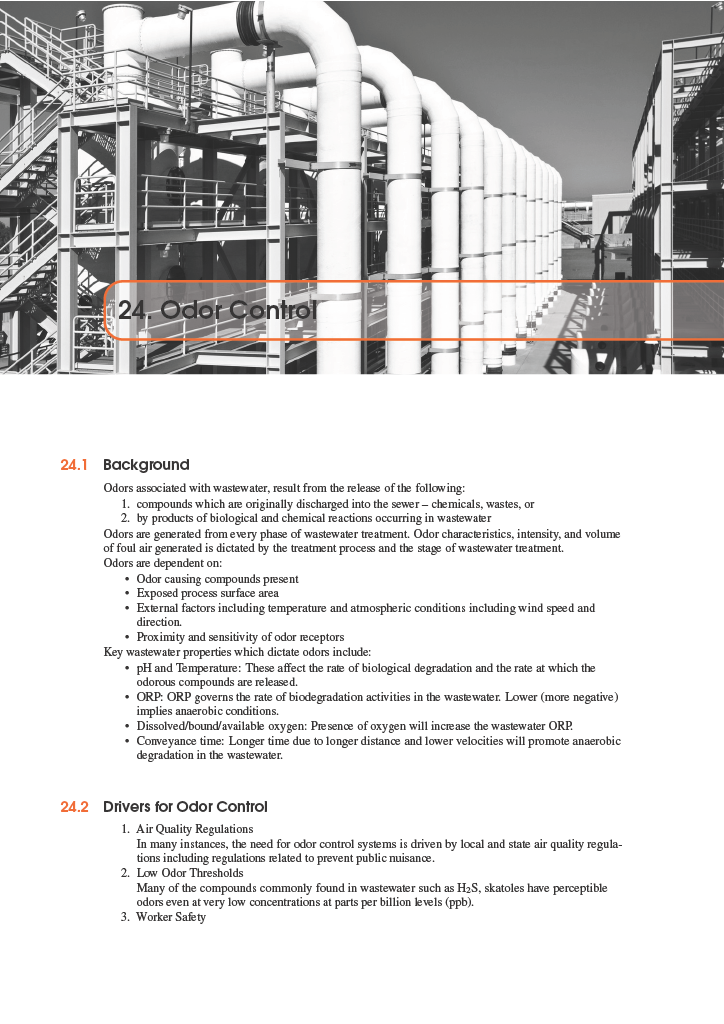 24. Odor Control
24.1 Background
Odors associated with wastewater, result from the release of the following:
1. compounds which are originally discharged into the sewer – chemicals, wastes, or
2. by products of biological and chemical reactions occurring in wastewater
Odors are generated from every phase of wastewater treatment. Odor characteristics, intensity, and volume
of foul air generated is dictated by the treatment process and the stage of wastewater treatment.
Odors are dependent on:
• Odor causing compounds present
• Exposed process surface area
• External factors including temperature and atmospheric conditions including wind speed and
direction.
• Proximity and sensitivity of odor receptors
Key wastewater properties which dictate odors include:
• pH and Temperature: These affect the rate of biological degradation and the rate at which the
odorous compounds are released.
• ORP: ORP governs the rate of biodegradation activities in the wastewater. Lower (more negative)
implies anaerobic conditions.
• Dissolved/bound/available oxygen: Presence of oxygen will increase the wastewater ORP.
• Conveyance time: Longer time due to longer distance and lower velocities will promote anaerobic
degradation in the wastewater.
24.2 Drivers for Odor Control
1. Air Quality Regulations
In many instances, the need for odor control systems is driven by local and state air quality regula-
tions including regulations related to prevent public nuisance.
2. Low Odor Thresholds
Many of the compounds commonly found in wastewater such as H₂S, skatoles have perceptible
odors even at very low concentrations at parts per billion levels (ppb).
3. Worker Safety